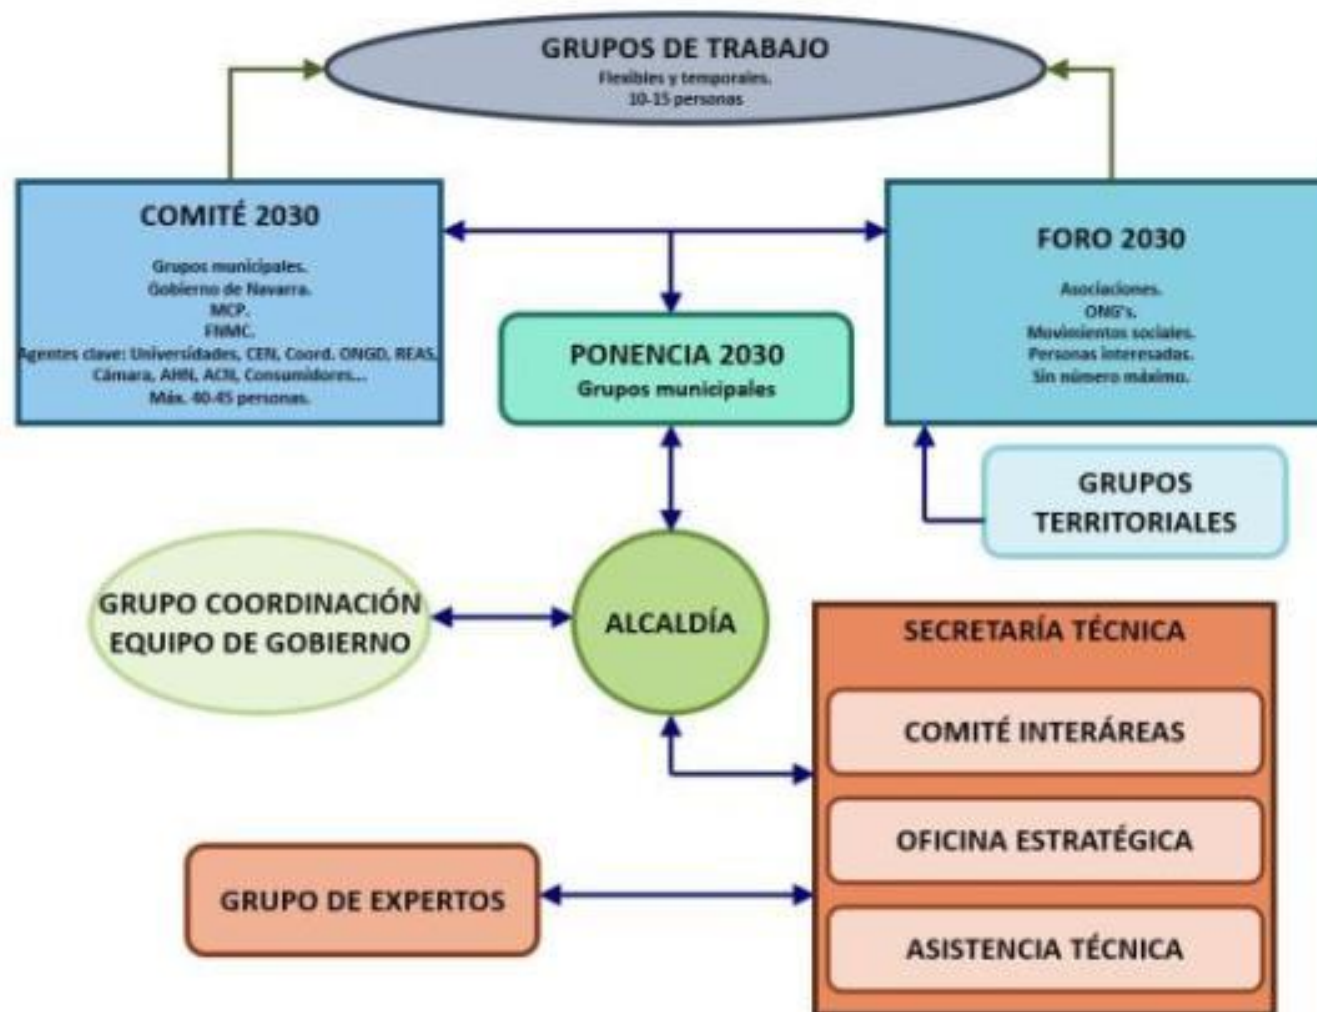 GRUPOS DE TRABAJO
Flexibles y temporales.
10-15 personas
COMITÉ 2030
Grupos municipales.
Gobierno de Navarra.
MCP.
FNMC.
Agentes clave: Universidades, CEN, Coord. ONGD, REAS,
Cámara, AHN, ACN, Consumidores...
Máx. 40-45 personas.
PONENCIA 2030
Grupos municipales
FORO 2030
Asociaciones.
ONG's.
Movimientos sociales.
Personas interesadas.
Sin número máximo.
GRUPOS
TERRITORIALES
GRUPO COORDINACIÓN
EQUIPO DE GOBIERNO
ALCALDÍA
SECRETARÍA TÉCNICA
COMITÉ INTERÁREAS
OFICINA ESTRATÉGICA
ASISTENCIA TÉCNICA
GRUPO DE EXPERTOS